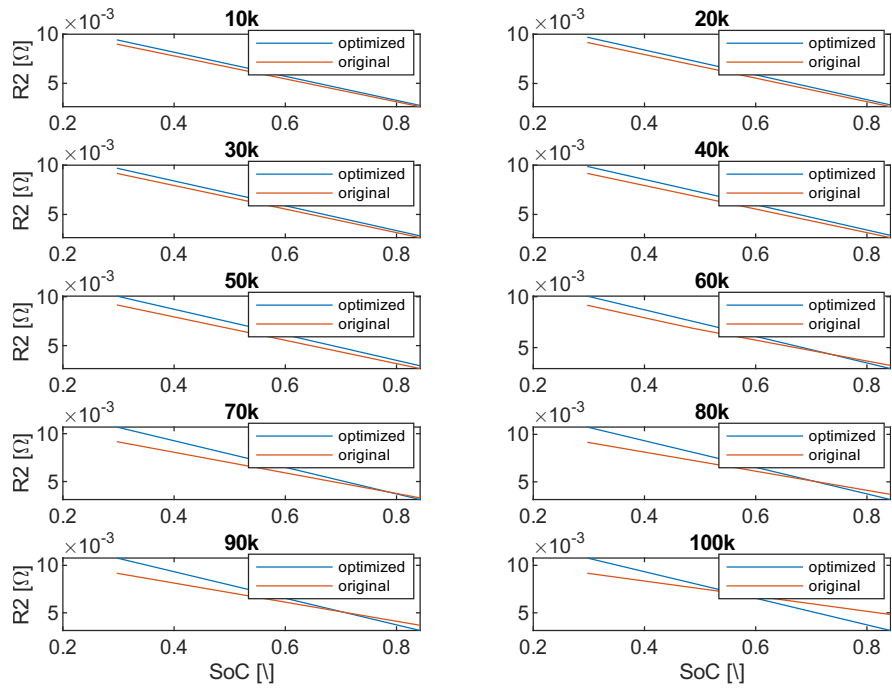 10k
×10⁻³
R2 [Ω]
10
5
0.2 0.4 0.6 0.8
optimized
original
20k
×10⁻³
10
5
0.2 0.4 0.6 0.8
optimized
original
30k
×10⁻³
R2 [Ω]
10
5
0.2 0.4 0.6 0.8
optimized
original
40k
×10⁻³
10
5
0.2 0.4 0.6 0.8
optimized
original
50k
×10⁻³
R2 [Ω]
10
5
0.2 0.4 0.6 0.8
optimized
original
60k
×10⁻³
10
5
0.2 0.4 0.6 0.8
optimized
original
70k
×10⁻³
R2 [Ω]
10
5
0.2 0.4 0.6 0.8
optimized
original
80k
×10⁻³
10
5
0.2 0.4 0.6 0.8
optimized
original
90k
×10⁻³
R2 [Ω]
10
5
0.2 0.4 0.6 0.8
SoC [\]
optimized
original
100k
×10⁻³
10
5
0.2 0.4 0.6 0.8
SoC [\]
optimized
original